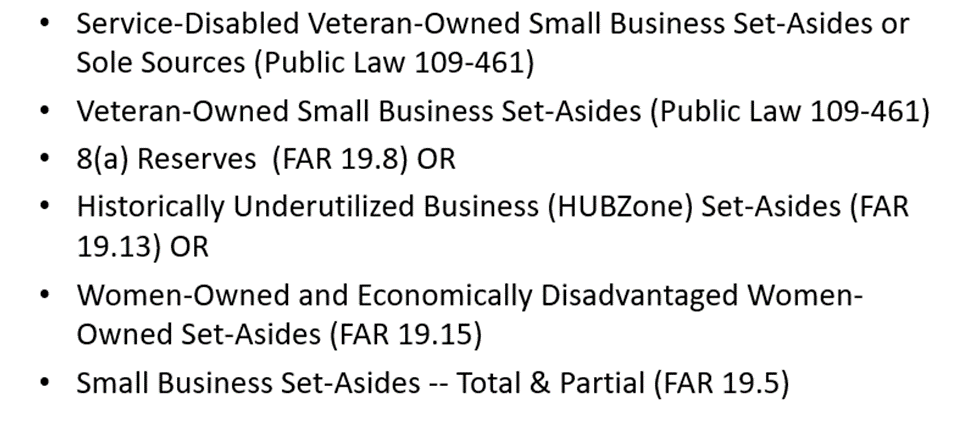 • Service-Disabled Veteran-Owned Small Business Set-Asides or
Sole Sources (Public Law 109-461)
• Veteran-Owned Small Business Set-Asides (Public Law 109-461)
• 8(a) Reserves  (FAR 19.8) OR
• Historically Underutilized Business (HUBZone) Set-Asides (FAR
19.13) OR
• Women-Owned and Economically Disadvantaged Women-
Owned Set-Asides (FAR 19.15)
• Small Business Set-Asides -- Total & Partial (FAR 19.5)